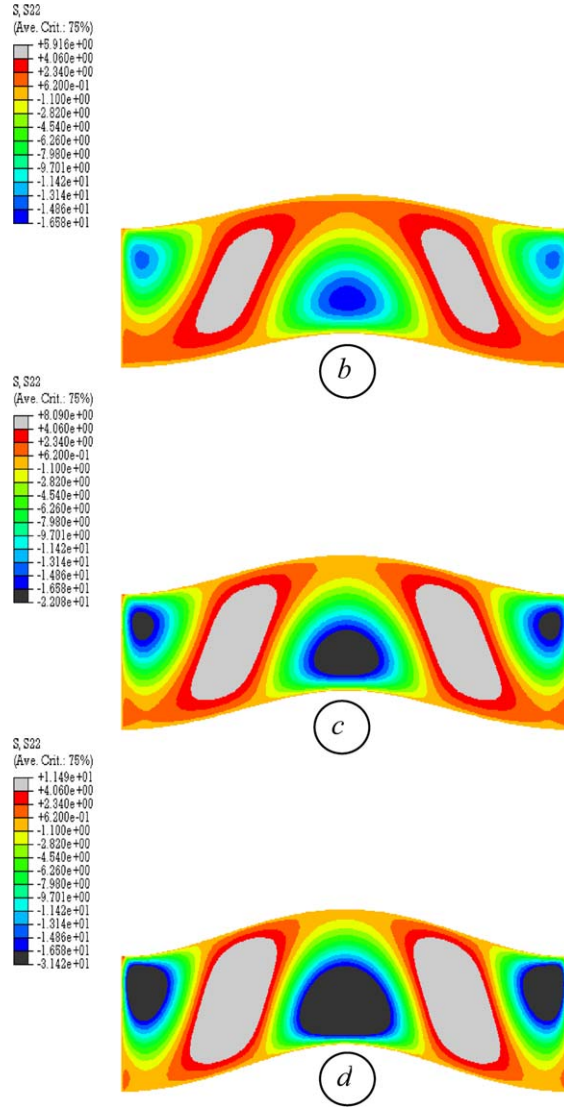 S, S22
(Ave. Crit.: 75%)
+5.916e+00
+4.060e+00
+2.340e+00
+6.200e-01
-1.100e+00
-2.820e+00
-4.540e+00
-6.260e+00
-7.980e+00
-9.701e+00
-1.142e+01
-1.314e+01
-1.486e+01
-1.658e+01
b
S, S22
(Ave. Crit.: 75%)
+8.090e+00
+4.060e+00
+2.340e+00
+6.200e-01
-1.100e+00
-2.820e+00
-4.540e+00
-6.260e+00
-7.980e+00
-9.701e+00
-1.142e+01
-1.314e+01
-1.486e+01
-1.658e+01
-2.208e+01
c
S, S22
(Ave. Crit.: 75%)
+1.149e+01
+4.060e+00
+2.340e+00
+6.200e-01
-1.100e+00
-2.820e+00
-4.540e+00
-6.260e+00
-7.980e+00
-9.701e+00
-1.142e+01
-1.314e+01
-1.486e+01
-1.658e+01
-3.142e+01
d